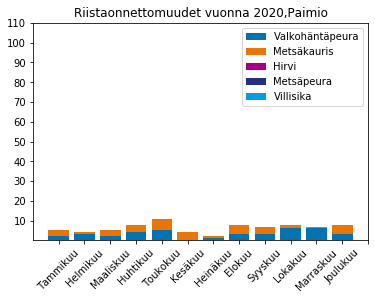 Riistaonnettomuudet vuonna 2020,Paimio
110
100
90
80
70
60
50
40
30
20
10
Valkohäntäpeura
Metsäkauris
Hirvi
Metsäpeura
Villisika
Tammikuu
Helmikuu
Maaliskuu
Huhtikuu
Toukokuu
Kesäkuu
Heinäkuu
Elokuu
Syyskuu
Lokakuu
Marraskuu
Joulukuu